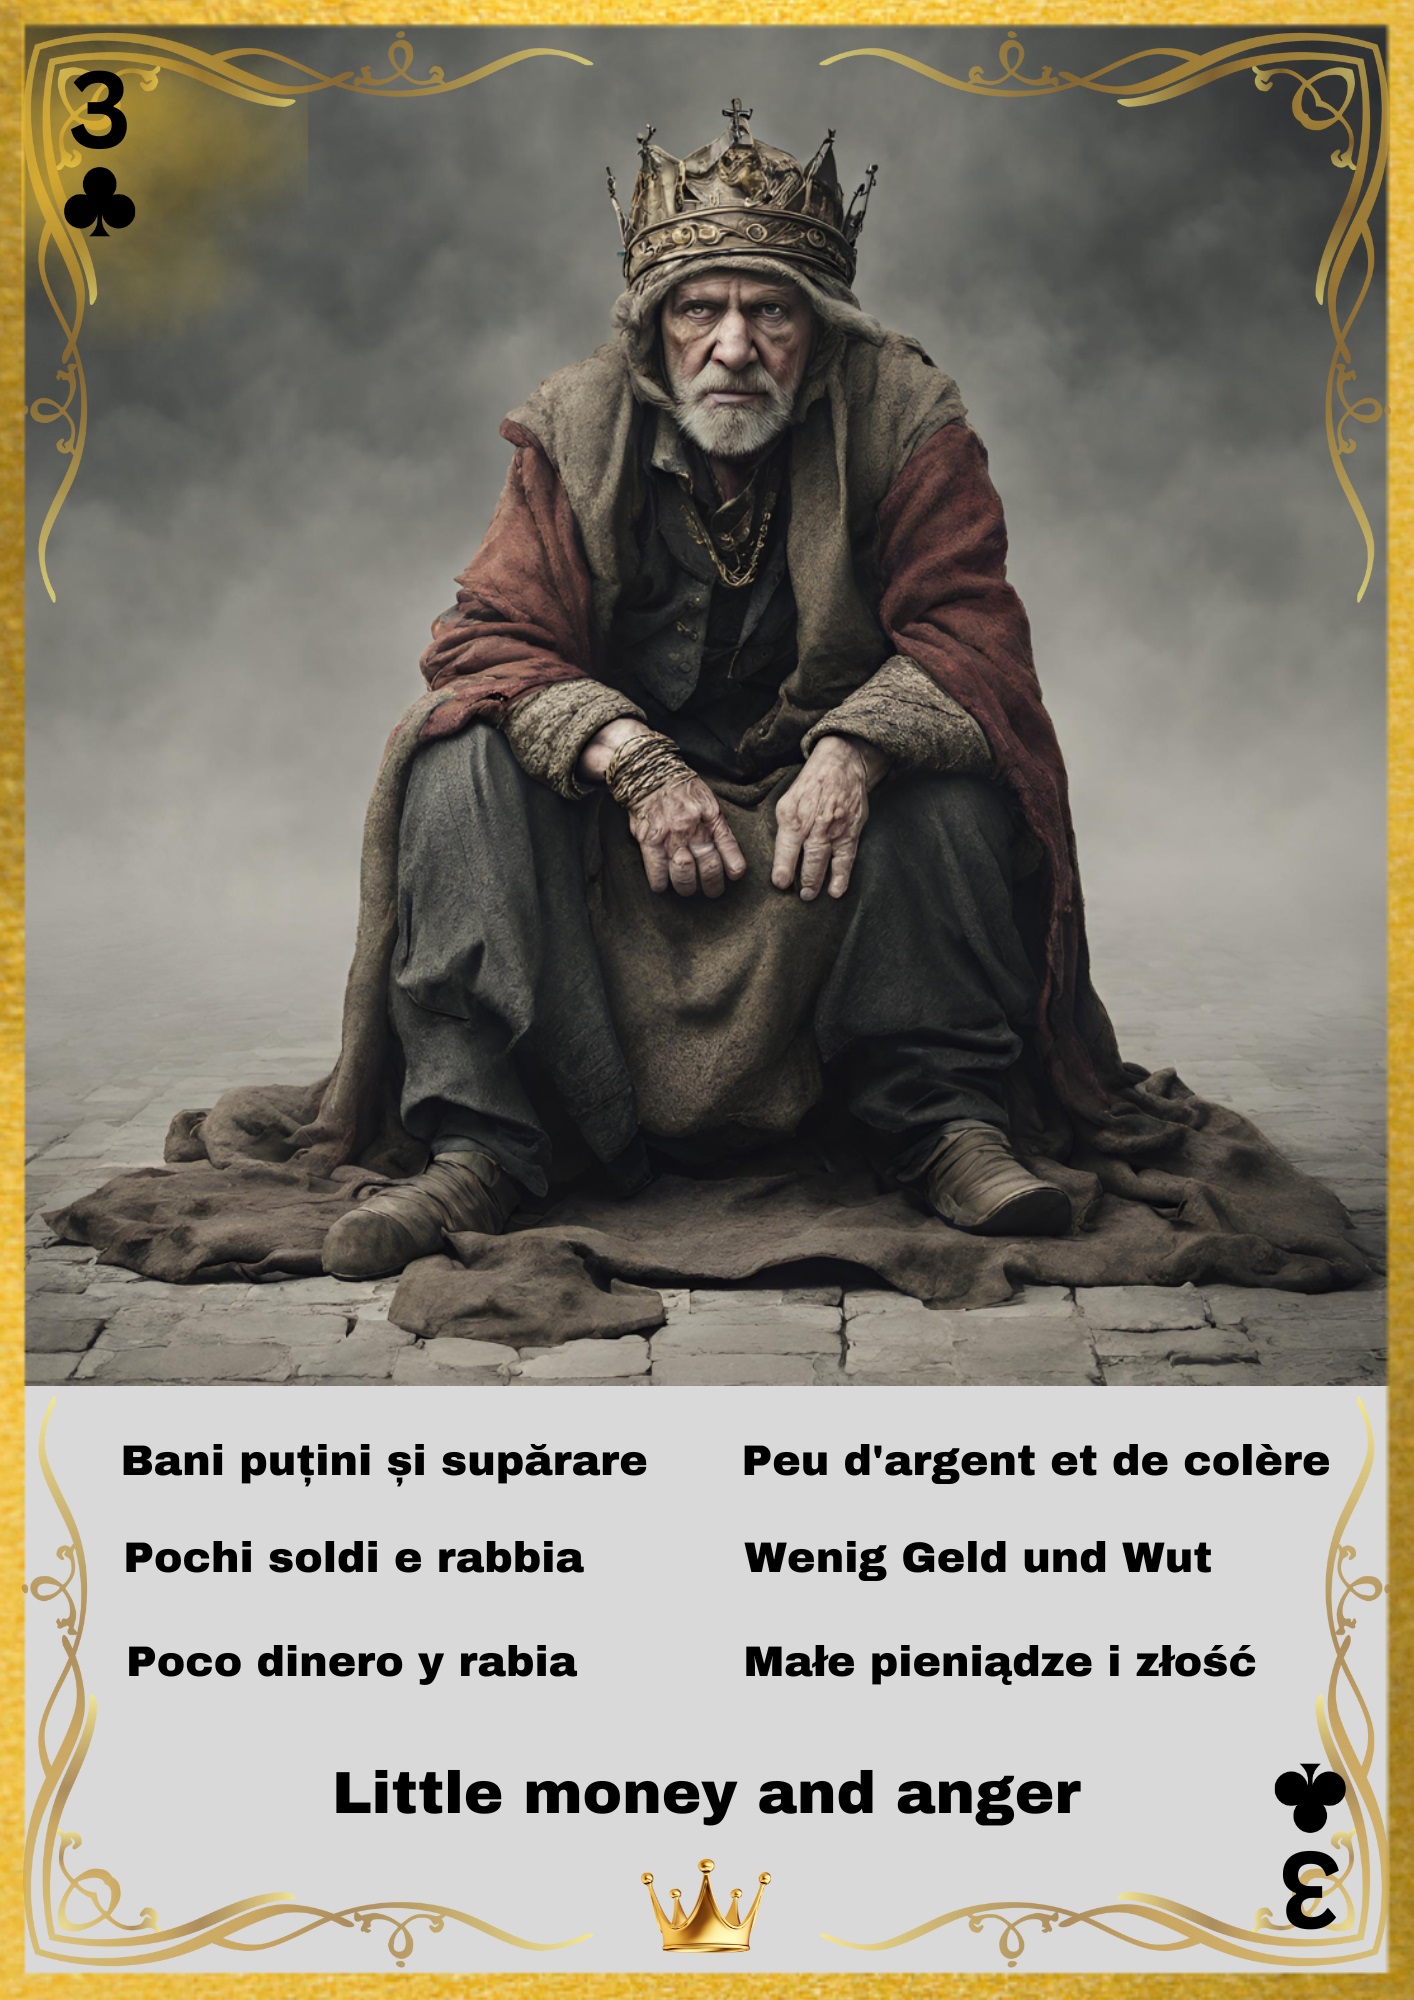 3
Bani puțini și supărare
Peu d'argent et de colère
Pochi soldi e rabbia
Wenig Geld und Wut
Poco dinero y rabia
Małe pieniądze i złość
Little money and anger
3